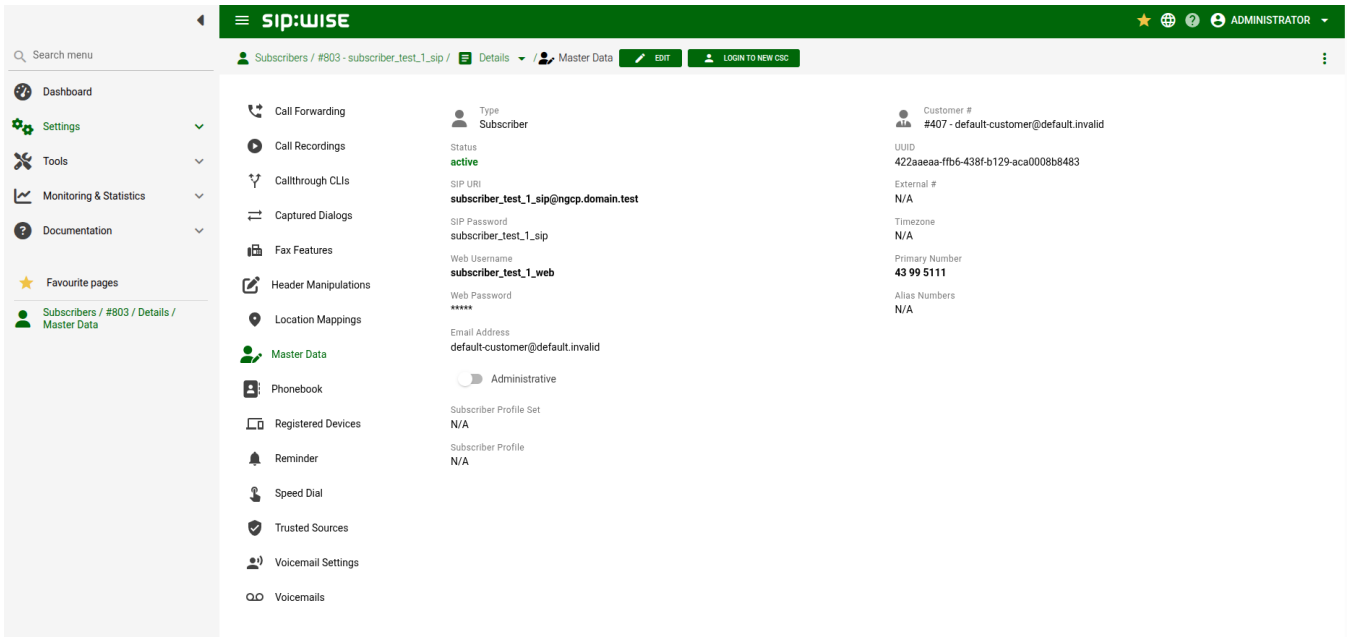 sip:wise
ADMINISTRATOR
Search menu
Dashboard
Settings
Tools
Monitoring & Statistics
Documentation
Favourite pages
Subscribers / #803 / Details /
Master Data
Subscribers / #803 - subscriber_test_1_sip / Details / Master Data EDIT LOGIN TO NEW CSC
Call Forwarding
Call Recordings
Callthrough CLIs
Captured Dialogs
Fax Features
Header Manipulations
Location Mappings
Master Data
Phonebook
Registered Devices
Reminder
Speed Dial
Trusted Sources
Voicemail Settings
Voicemails
Type
Subscriber
Status
active
SIP URI
subscriber_test_1_sip@ngcp.domain.test
SIP Password
subscriber_test_1_sip
Web Username
subscriber_test_1_web
Web Password
*****
Email Address
default-customer@default.invalid
Administrative
Subscriber Profile Set
N/A
Subscriber Profile
N/A
Customer #
#407 - default-customer@default.invalid
UUID
422aaeaa-ffb6-438f-b129-aca0008b8483
External #
N/A
Timezone
N/A
Primary Number
43 99 5111
Alias Numbers
N/A